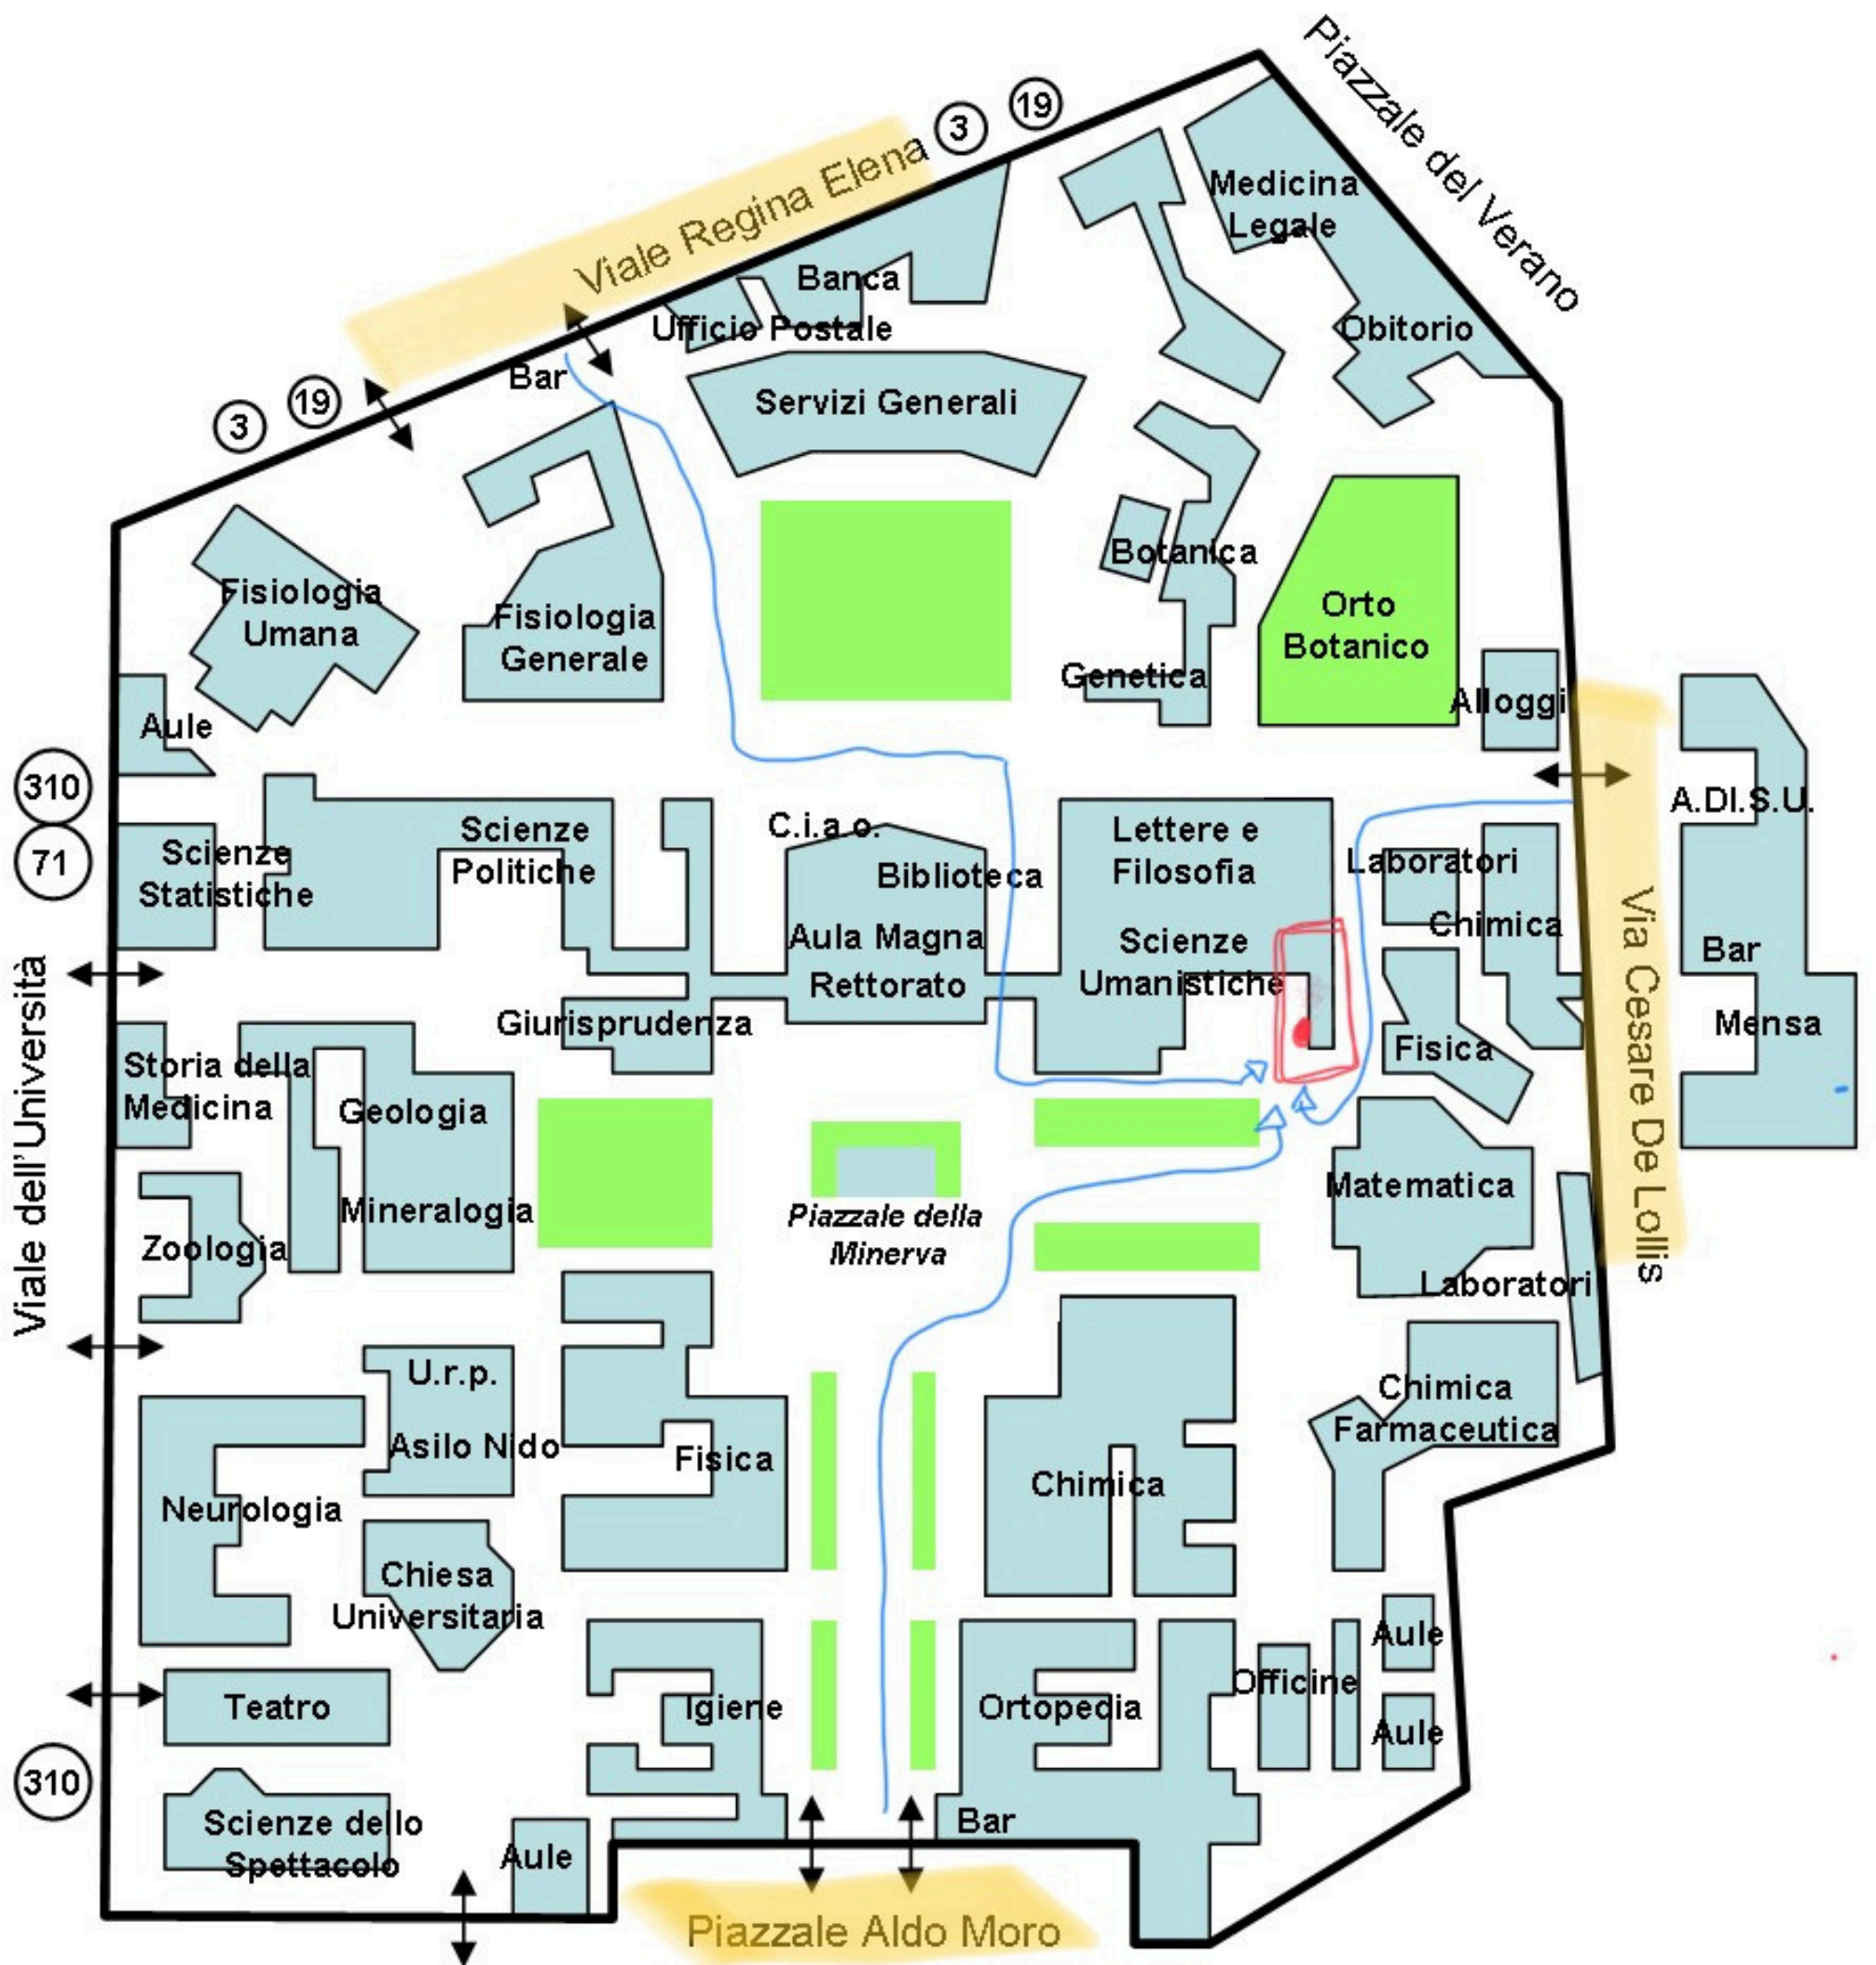 Piazzale del Verano
19
3
Viale Regina Elena
Medicina
Legale
Banca
Ufficio Postale
Obitorio
Bar
Servizi Generali
19
3
Botanica
Fisiologia
Umana
Orto
Botanico
Fisiologia
Generale
Genetica
Alloggi
Aule
310
A.DI.S.U.
C.i.a.o.
Scienze
Politiche
Lettere e
Filosofia
71
Scienze
Statistiche
Laboratori
Biblioteca
Chimica
Aula Magna
Scienze
Umanistiche
Bar
Rettorato
Giurisprudenza
Mensa
Fisica
Via Cesare De Lollis
Viale dell'Università
Storia della
Medicina
Geologia
Matematica
Mineralogia
Piazzale della
Minerva
Zoologia
Laboratori
U.r.p.
Chimica
Farmaceutica
Asilo Nido
Fisica
Chimica
Neurologia
Chiesa
Universitaria
Aule
Officine
Teatro
Igiene
Ortopedia
Aule
310
Scienze dello
Spettacolo
Bar
Aule
Piazzale Aldo Moro